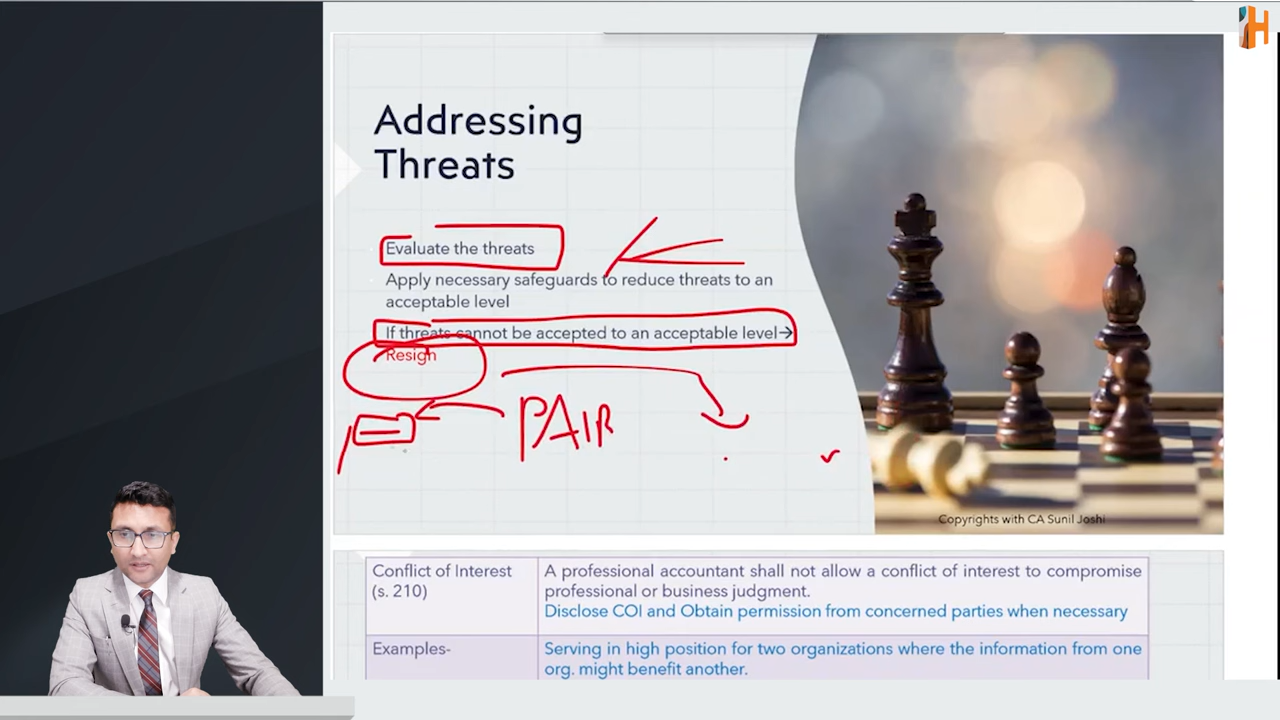 H
Addressing
Threats
Evaluate the threats
Apply necessary safeguards to reduce threats to an
acceptable level
If threats cannot be accepted to an acceptable level→
Resign
PAIB
Copyrights with CA Sunil Joshi
Conflict of Interest
(s. 210)
A professional accountant shall not allow a conflict of interest to compromise
professional or business judgment.
Disclose COI and Obtain permission from concerned parties when necessary
Examples-
Serving in high position for two organizations where the information from one
org. might benefit another.